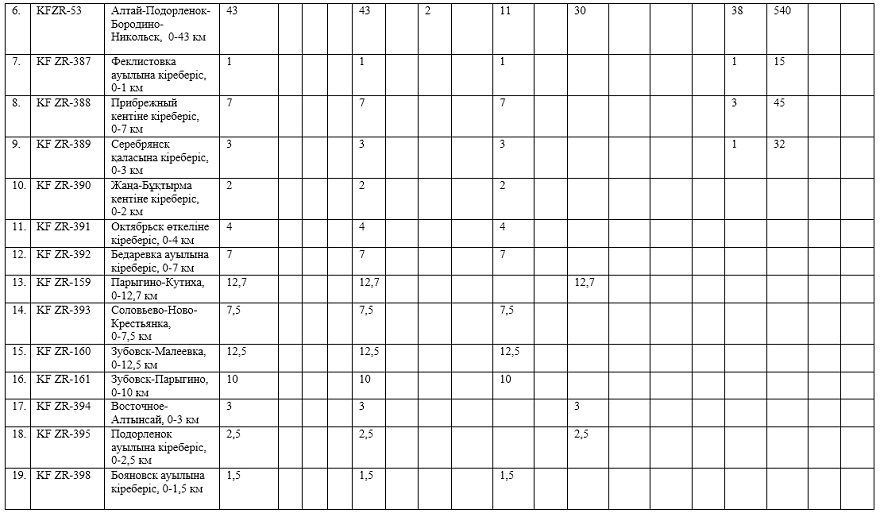 6. KFZR-53 Алтай-Подорленок- 43 43 2 11 30 38 540
Бородино-
Никольск, 0-43 км
7. KF ZR-387 Феклистовка 1 1 1 1 15
ауылына кіреберіс,
0-1 км
8. KF ZR-388 Прибрежный 7 7 7 3 45
кентіне кіреберіс,
0-7 км
9. KF ZR-389 Серебрянск 3 3 3 1 32
қаласына кіреберіс,
0-3 км
10. KF ZR-390 Жаңа-Бұқтырма 2 2 2
кентіне кіреберіс,
0-2 км
11. KF ZR-391 Октябрьск өткеліне 4 4 4
кіреберіс, 0-4 км
12. KF ZR-392 Бедаревка ауылына 7 7 7
кіреберіс, 0-7 км
13. KF ZR-159 Парыгино-Кутиха, 12,7 12,7 12,7
0-12,7 км
14. KF ZR-393 Соловьево-Ново- 7,5 7,5 7,5
Крестьянка,
0-7,5 км
15. KF ZR-160 Зубовск-Малеевка, 12,5 12,5 12,5
0-12,5 км
16. KF ZR-161 Зубовск-Парыгино, 10 10 10
0-10 км
17. KF ZR-394 Восточное- 3 3 3
Алтынсай, 0-3 км
18. KF ZR-395 Подорленок 2,5 2,5 2,5
ауылына кіреберіс,
0-2,5 км
19. KF ZR-398 Бояновск ауылына 1,5 1,5 1,5
кіреберіс, 0-1,5 км